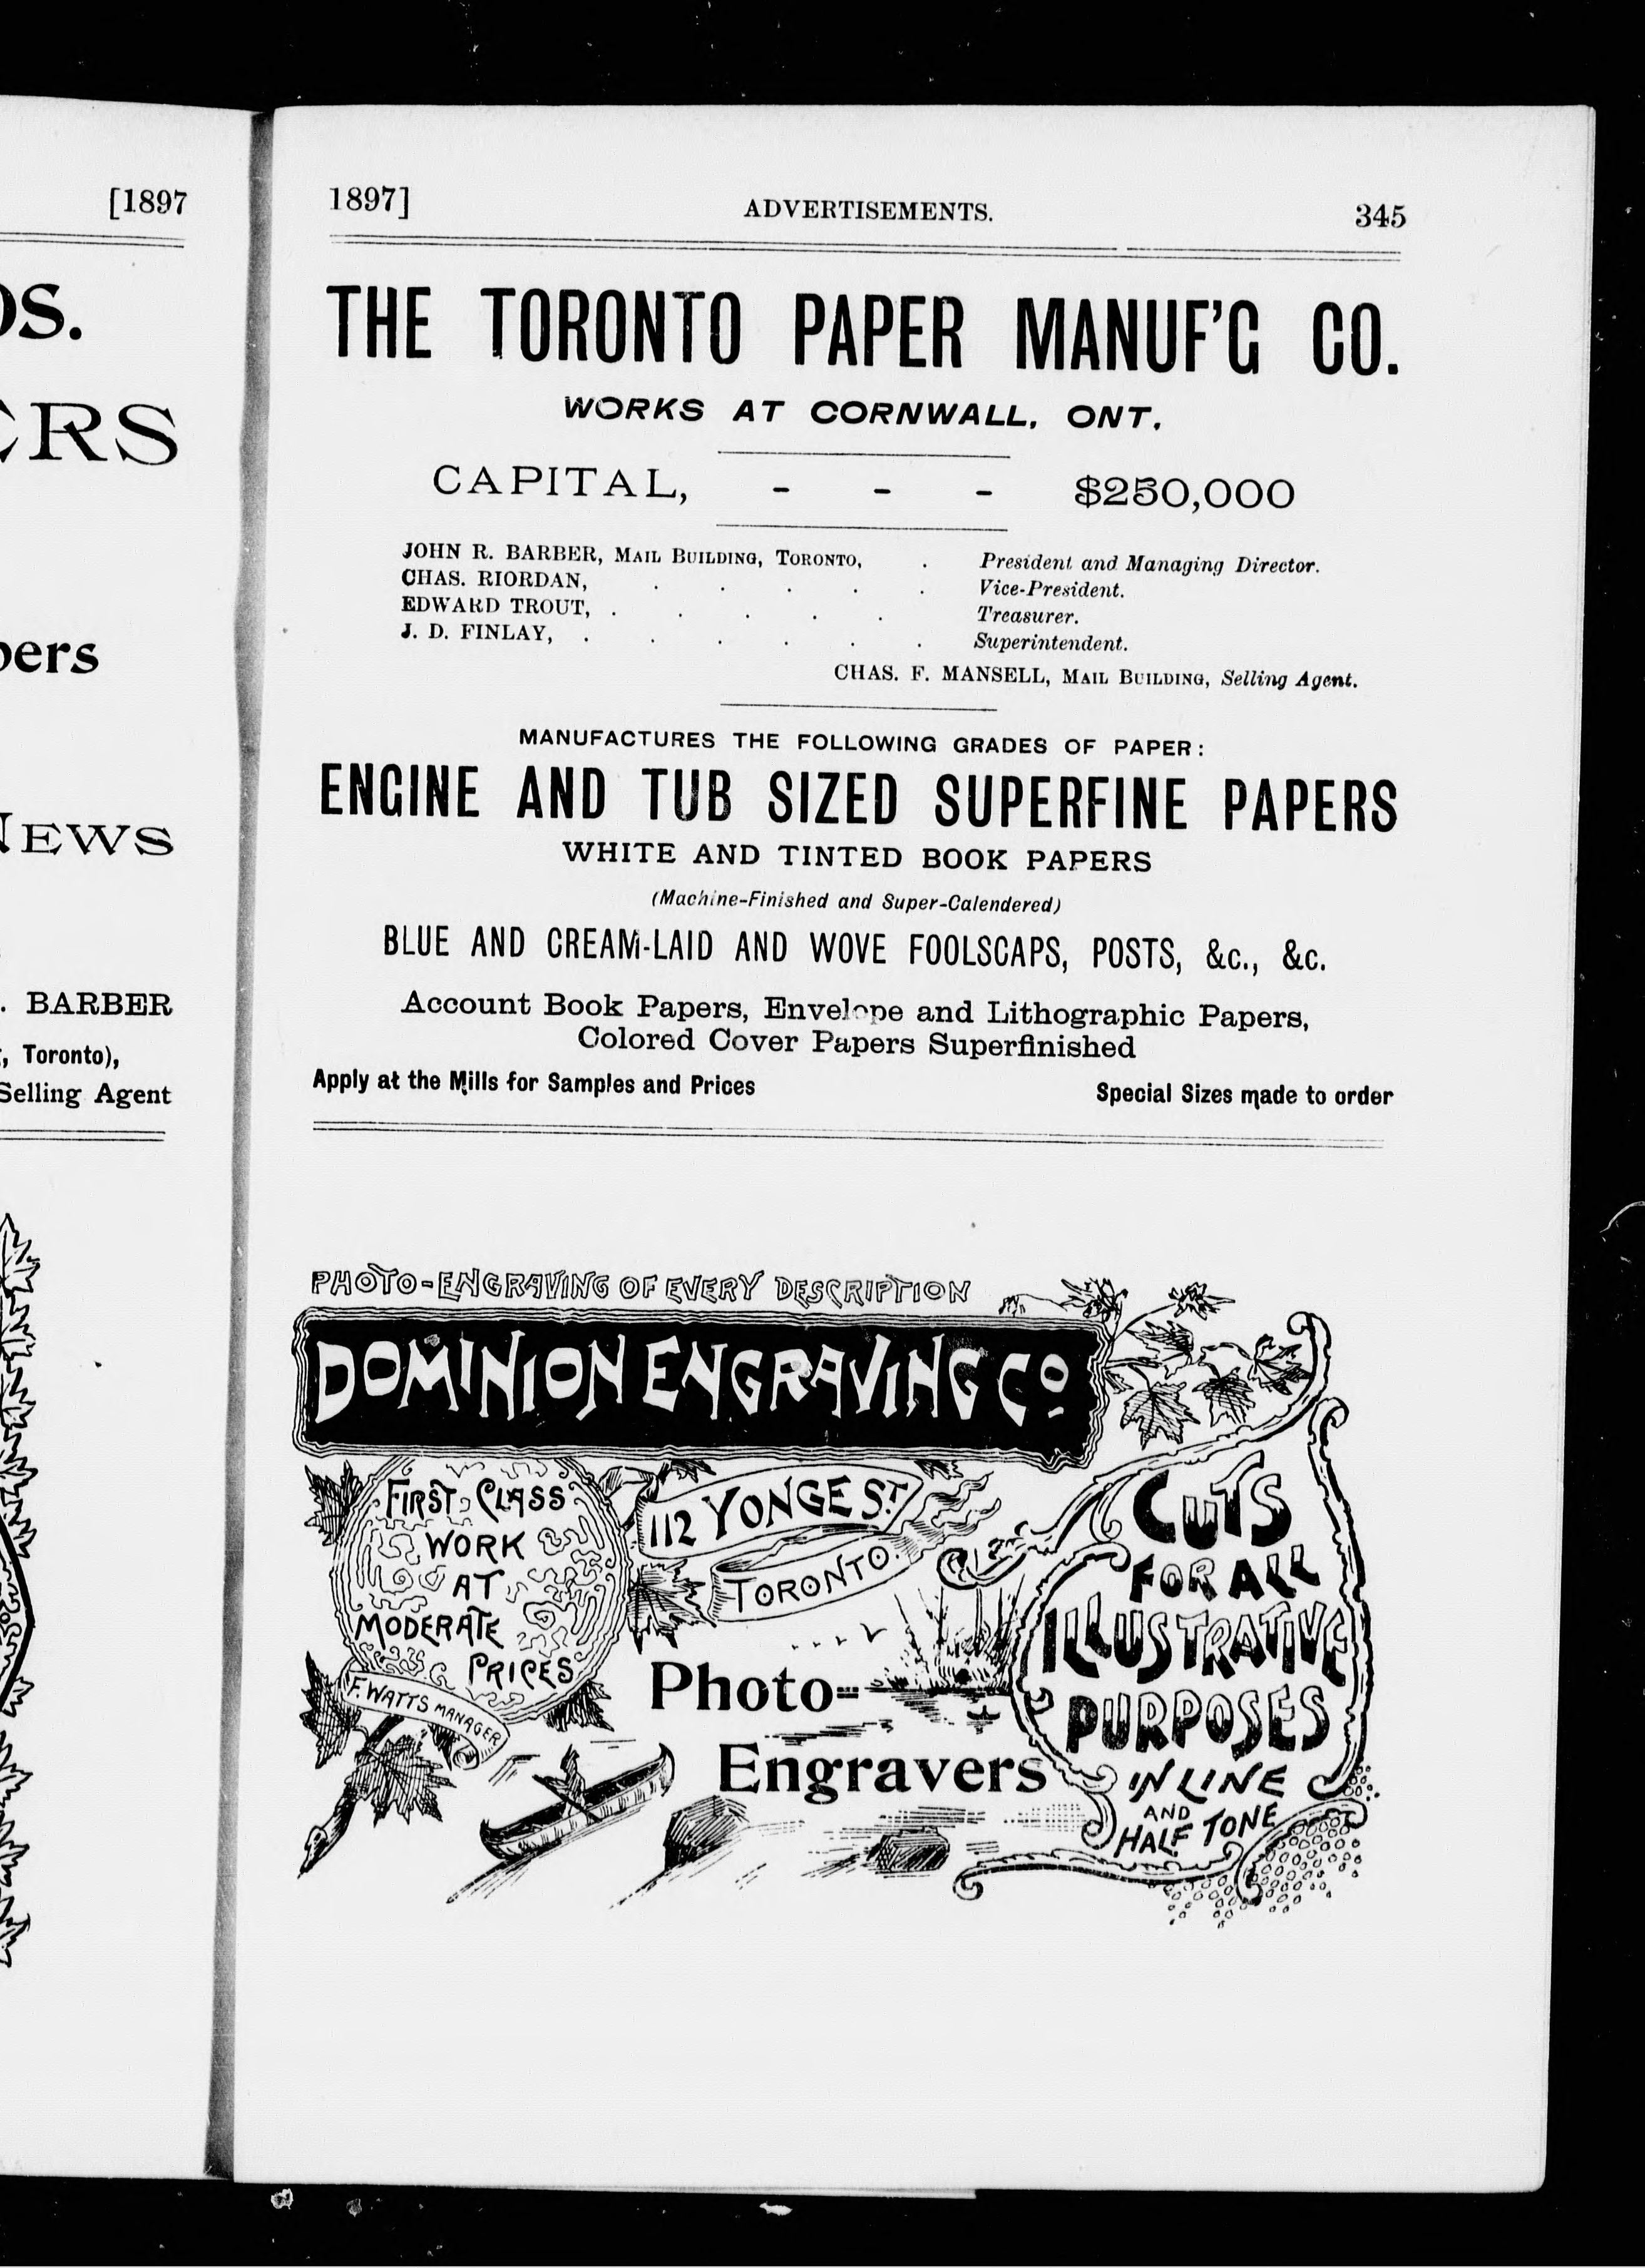 [1897
OS.
ERS
pers
NEWS
. BARBER
, Toronto),
Selling Agent
1897] ADVERTISEMENTS. 345
THE TORONTO PAPER MANUF'G CO.
WORKS AT CORNWALL, ONT.
CAPITAL, - - - $250,000
JOHN R. BARBER, MAIL BUILDING, TORONTO, . President and Managing Director.
CHAS. RIORDAN, . . . . . Vice-President.
EDWARD TROUT, . . . . . Treasurer.
J. D. FINLAY, . . . . . . Superintendent.
CHAS. F. MANSELL, MAIL BUILDING, Selling Agent.
MANUFACTURES THE FOLLOWING GRADES OF PAPER:
ENGINE AND TUB SIZED SUPERFINE PAPERS
WHITE AND TINTED BOOK PAPERS
(Machine-Finished and Super-Calendered)
BLUE AND CREAM-LAID AND WOVE FOOLSCAPS, POSTS, &c., &c.
Account Book Papers, Envelope and Lithographic Papers,
Colored Cover Papers Superfinished
Apply at the Mills for Samples and Prices Special Sizes made to order
PHOTO-ENGRAVING OF EVERY DESCRIPTION
DOMINION ENGRAVING CO
FIRST-CLASS
WORK
AT
MODERATE
PRICES
F. WATTS MANAGER
112 YONGE ST.
TORONTO.
Photo-
Engravers
CUTS
FOR ALL
ILLUSTRATIVE
PURPOSES
IN LINE
AND
HALF TONE